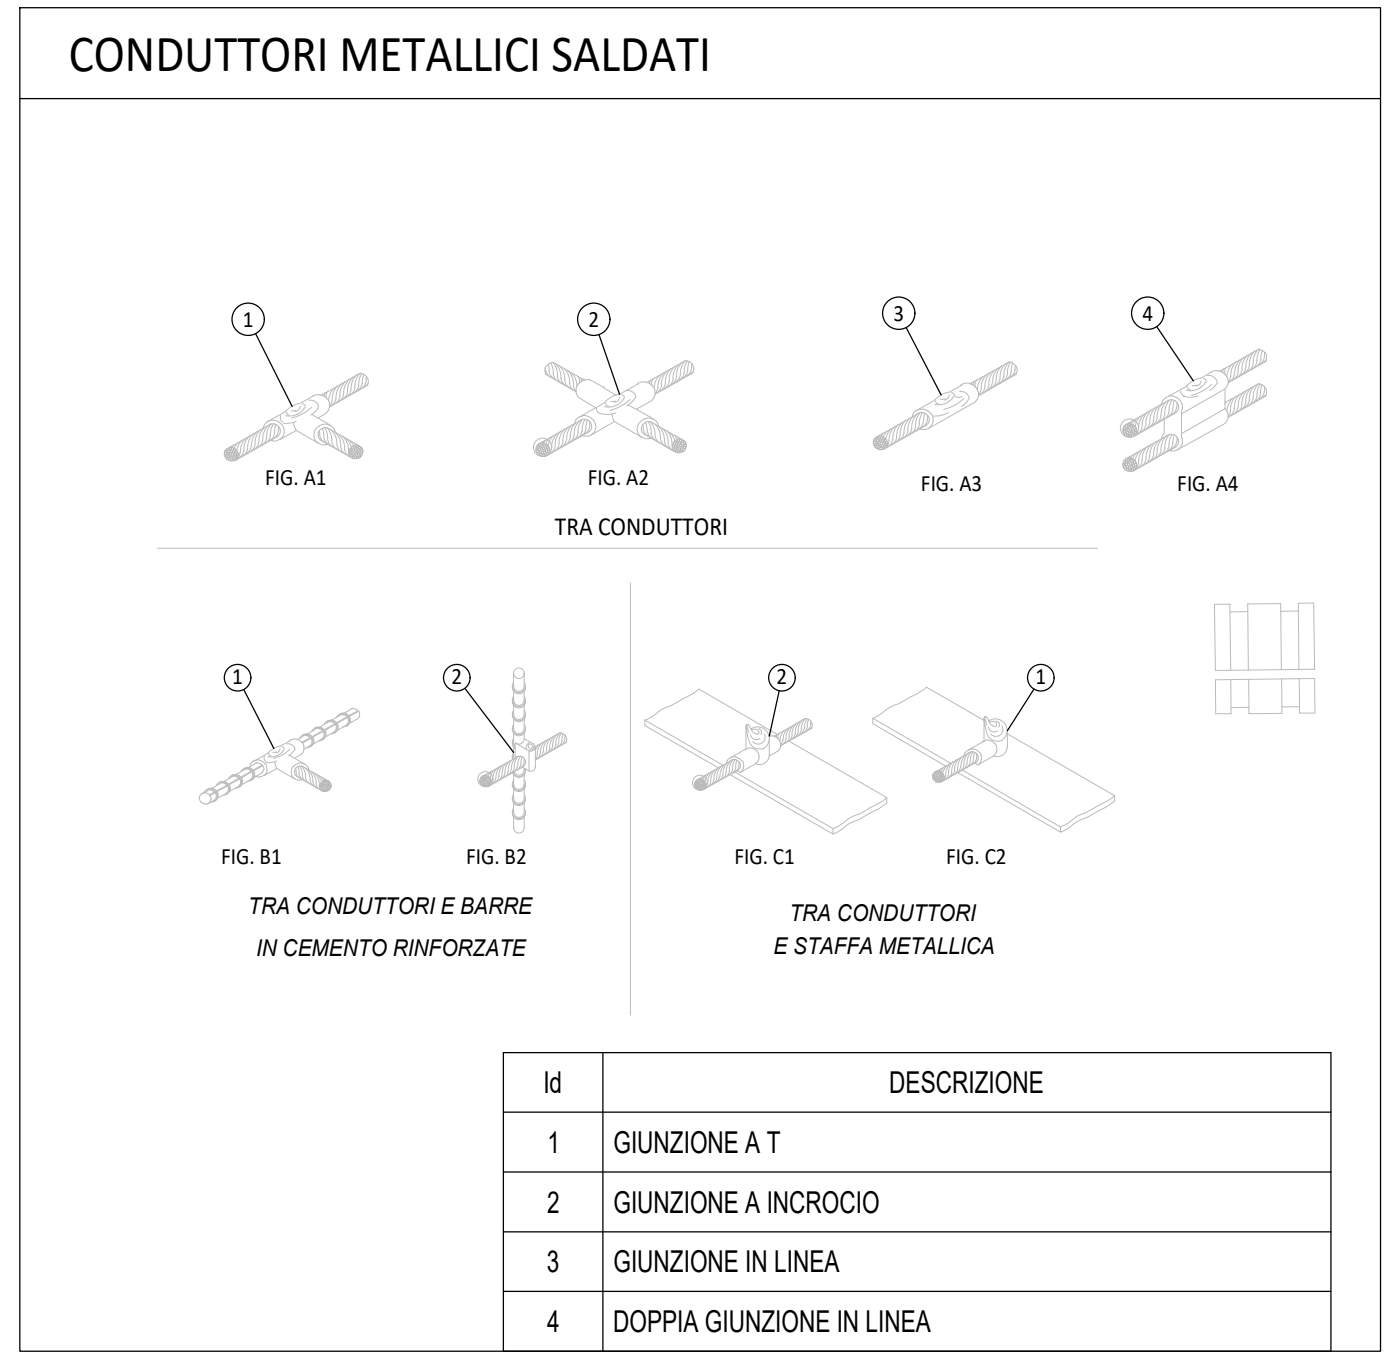 CONDUTTORI METALLICI SALDATI
1
2
3
4
FIG. A1
FIG. A2
FIG. A3
FIG. A4
TRA CONDUTTORI
1
2
2
1
FIG. B1
FIG. B2
FIG. C1
FIG. C2
TRA CONDUTTORI E BARRE
IN CEMENTO RINFORZATE
TRA CONDUTTORI
E STAFFA METALLICA
Id DESCRIZIONE
1 GIUNZIONE A T
2 GIUNZIONE A INCROCIO
3 GIUNZIONE IN LINEA
4 DOPPIA GIUNZIONE IN LINEA